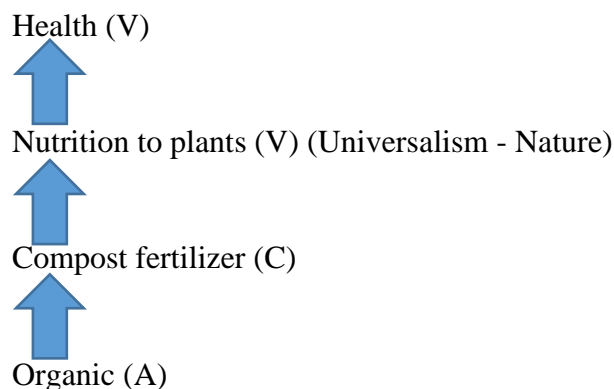 Health (V)
Nutrition to plants (V) (Universalism - Nature)
Compost fertilizer (C)
Organic (A)